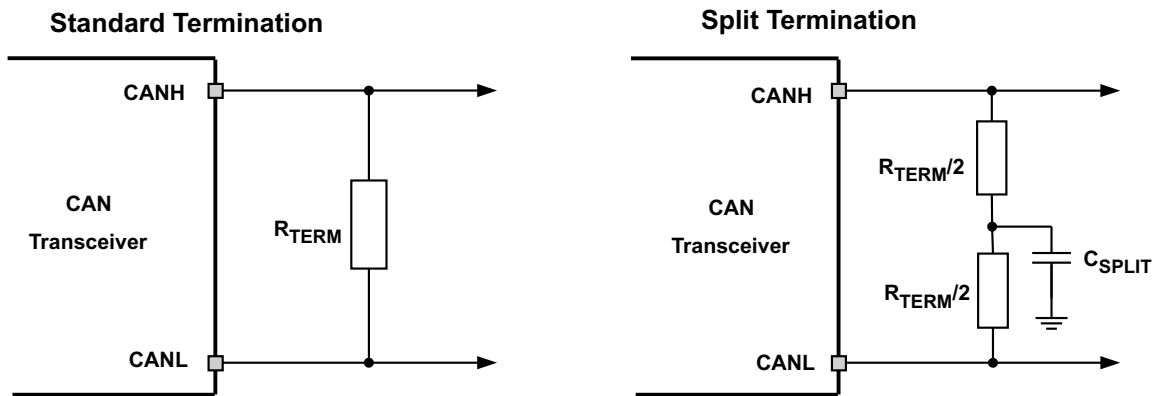 Standard Termination
CANH
CAN
Transceiver
R_TERM
CANL
Split Termination
CANH
R_TERM/2
CAN
Transceiver
C_SPLIT
R_TERM/2
CANL